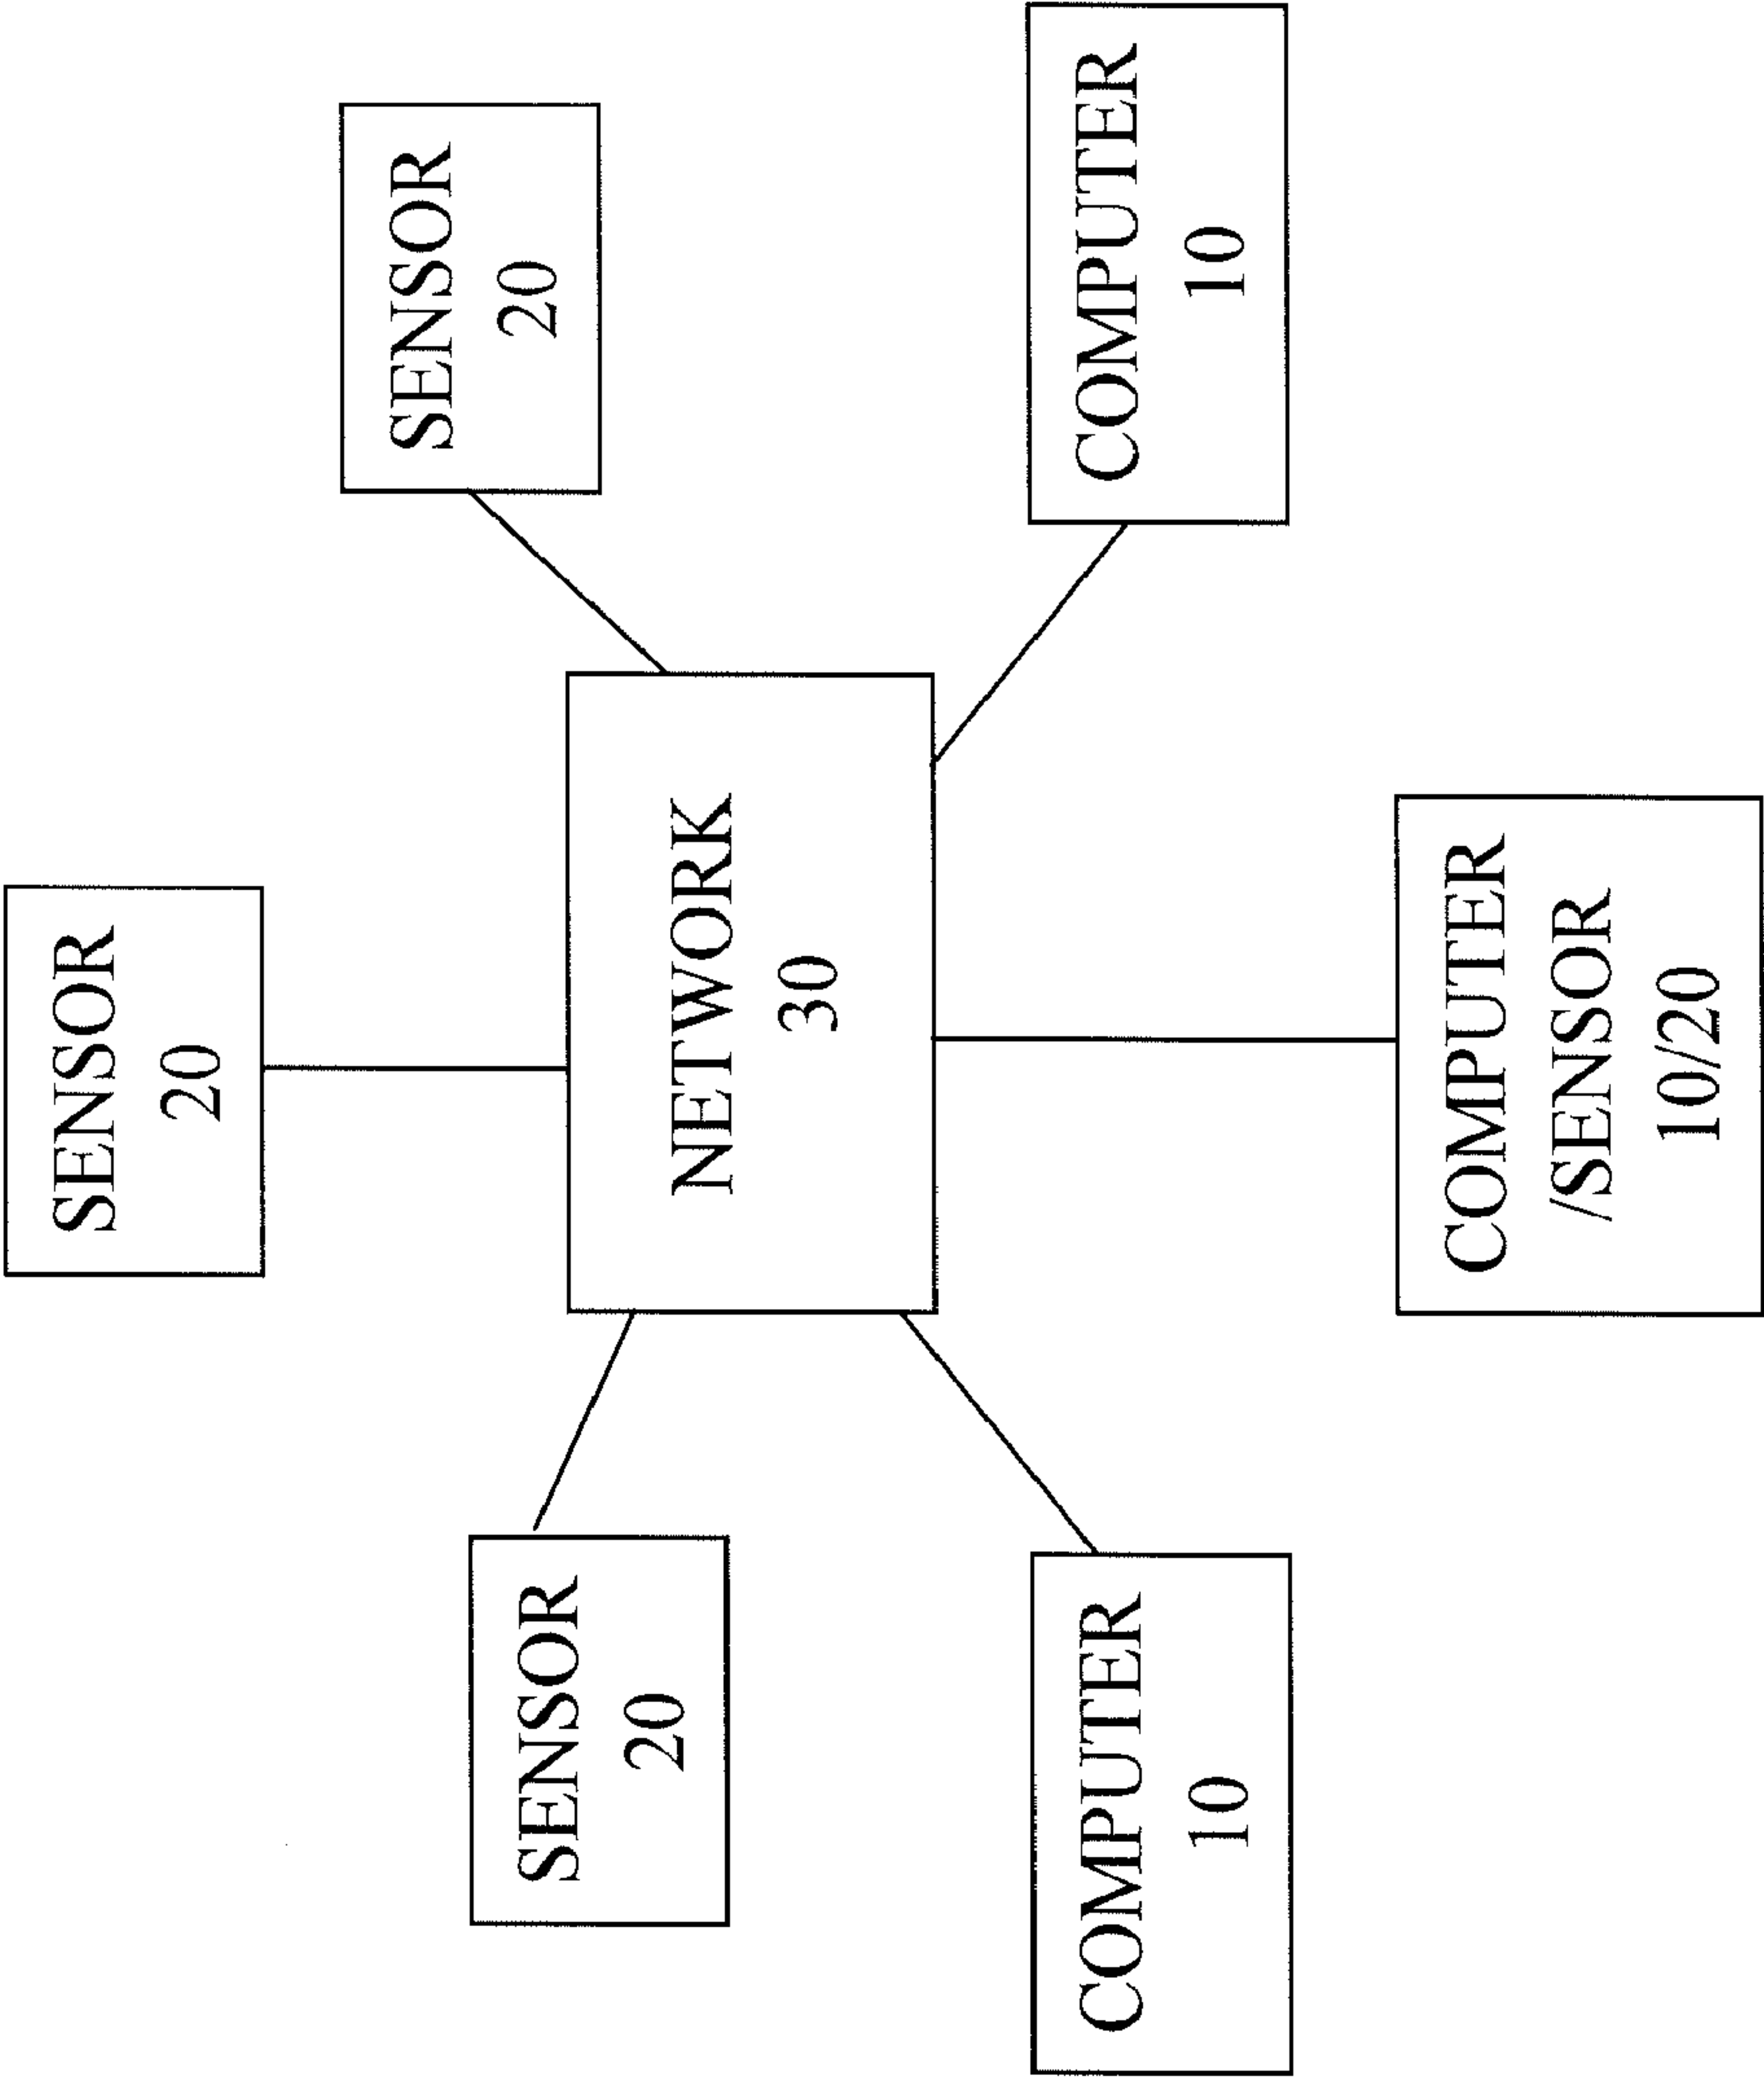 SENSOR
20
SENSOR
20
SENSOR
20
NETWORK
30
COMPUTER
10
COMPUTER
10
COMPUTER
/SENSOR
10/20